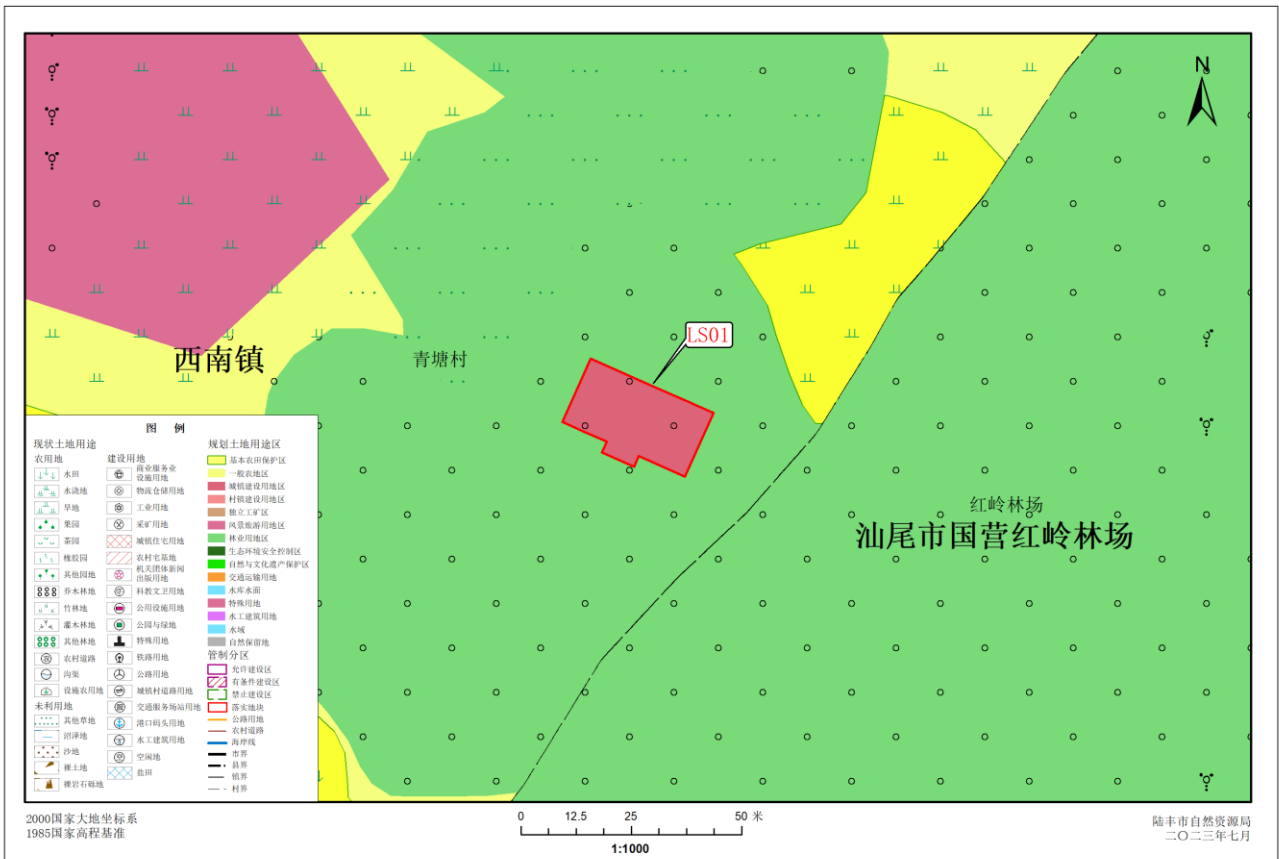 N
LS01
西南镇
青塘村
红岭林场
汕尾市国营红岭林场
图 例
现状土地用途
农用地
水田
水浇地
旱地
果园
茶园
橡胶园
其他园地
乔木林地
竹林地
灌木林地
其他林地
农村道路
沟渠
设施农用地
未利用地
其他草地
沼泽地
沙地
裸土地
裸岩石砾地
建设用地
商业服务业
设施用地
物流仓储用地
工业用地
采矿用地
城镇住宅用地
农村宅基地
机关团体新闻
出版用地
科教文卫用地
公用设施用地
公园与绿地
特殊用地
铁路用地
公路用地
城镇村道路用地
交通服务场站用地
港口码头用地
水工建筑用地
空闲地
盐田
规划土地用途区
基本农田保护区
一般农地区
城镇建设用地区
村镇建设用地区
独立工矿区
风景旅游用地区
林业用地区
生态环境安全控制区
自然与文化遗产保护区
交通运输用地
水库水面
特殊用地
水工建筑用地
水域
自然保留地
管制分区
允许建设区
有条件建设区
禁止建设区
落实地块
公路用地
农村道路
海岸线
市界
县界
镇界
村界
2000国家大地坐标系
1985国家高程基准
0 12.5 25 50 米
1:1000
陆丰市自然资源局
二〇二三年七月